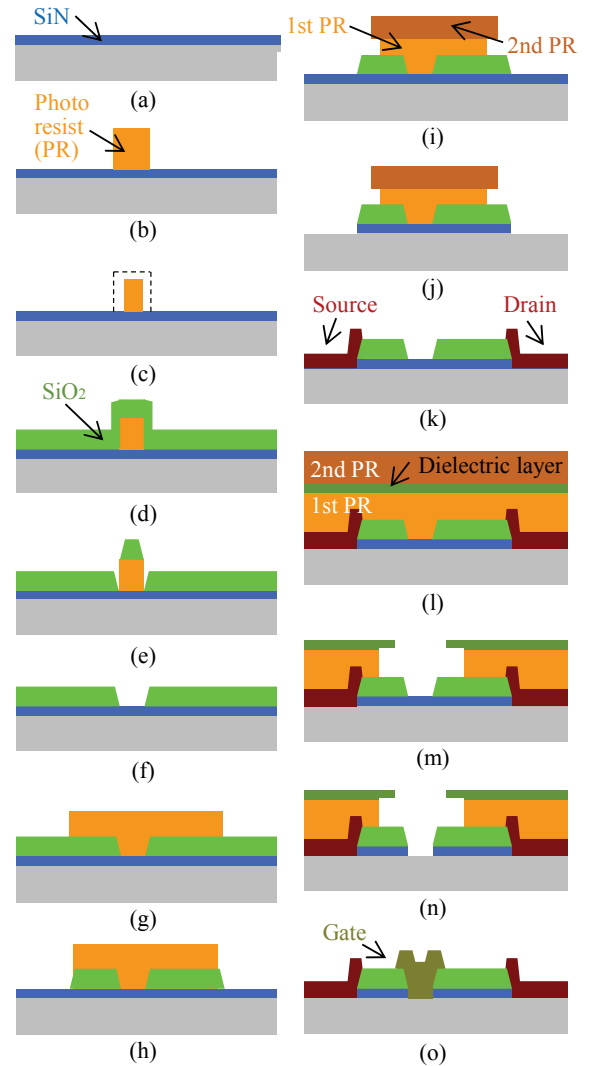 SiN
(a)
Photo
resist
(PR)
(b)
(c)
SiO2
(d)
(e)
(f)
(g)
(h)
1st PR
2nd PR
(i)
(j)
Source
Drain
(k)
2nd PR
Dielectric layer
1st PR
(l)
(m)
(n)
Gate
(o)